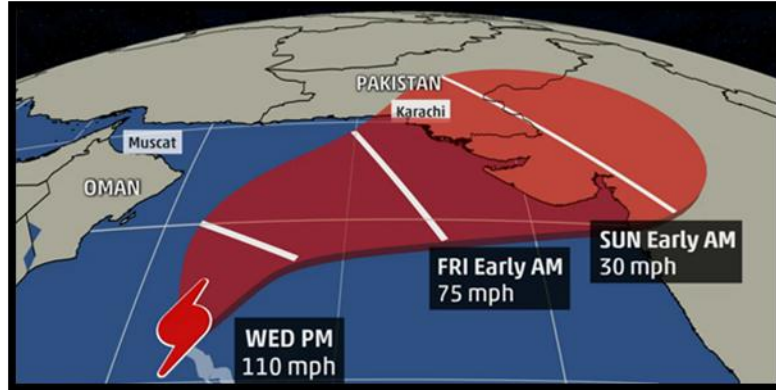 PAKISTAN
Karachi
Muscat
OMAN
SUN Early AM
30 mph
FRI Early AM
75 mph
WED PM
110 mph